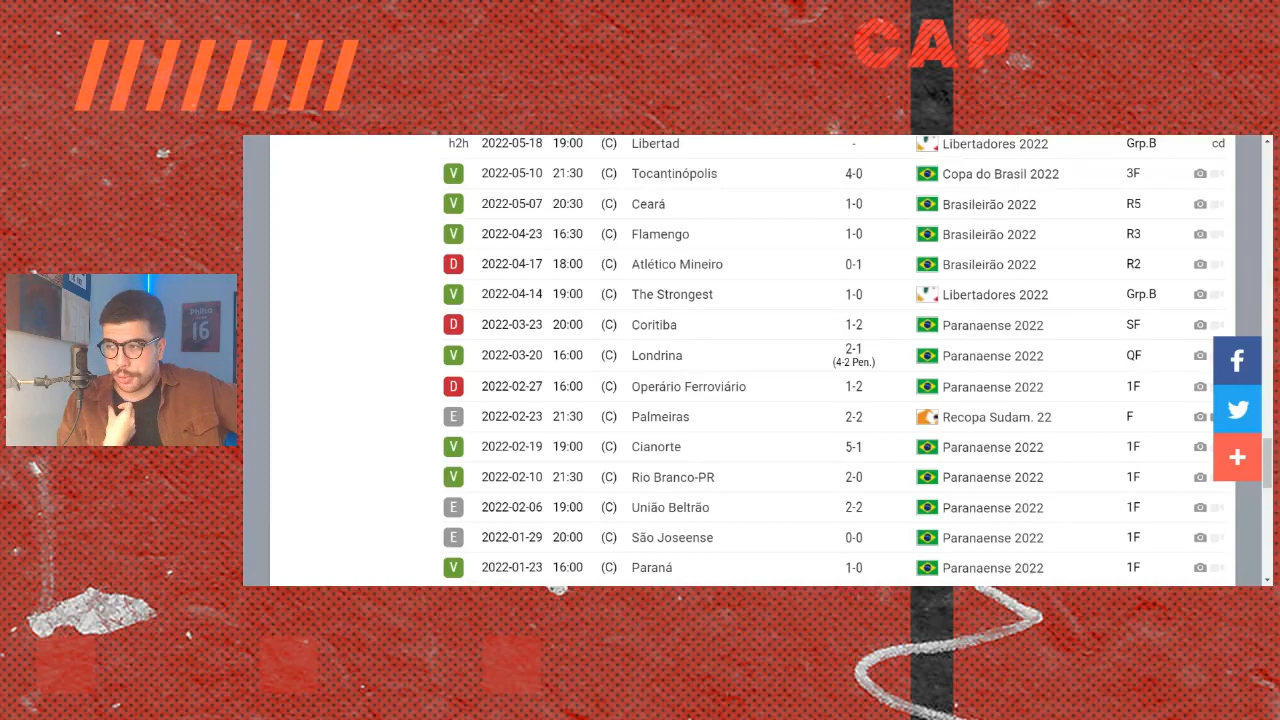 CAP
h2h 2022-05-18 19:00 (C) Libertad - Libertadores 2022 Grp.B cd
V 2022-05-10 21:30 (C) Tocantinópolis 4-0 Copa do Brasil 2022 3F
V 2022-05-07 20:30 (C) Ceará 1-0 Brasileirão 2022 R5
V 2022-04-23 16:30 (C) Flamengo 1-0 Brasileirão 2022 R3
D 2022-04-17 18:00 (C) Atlético Mineiro 0-1 Brasileirão 2022 R2
V 2022-04-14 19:00 (C) The Strongest 1-0 Libertadores 2022 Grp.B
D 2022-03-23 20:00 (C) Coritiba 1-2 Paranaense 2022 SF
V 2022-03-20 16:00 (C) Londrina 2-1 Paranaense 2022 QF
(4-2 Pen.)
D 2022-02-27 16:00 (C) Operário Ferroviário 1-2 Paranaense 2022 1F
E 2022-02-23 21:30 (C) Palmeiras 2-2 Recopa Sudam. 22 F
V 2022-02-19 19:00 (C) Cianorte 5-1 Paranaense 2022 1F
V 2022-02-10 21:30 (C) Rio Branco-PR 2-0 Paranaense 2022 1F
E 2022-02-06 19:00 (C) União Beltrão 2-2 Paranaense 2022 1F
E 2022-01-29 20:00 (C) São Joseense 0-0 Paranaense 2022 1F
V 2022-01-23 16:00 (C) Paraná 1-0 Paranaense 2022 1F
16